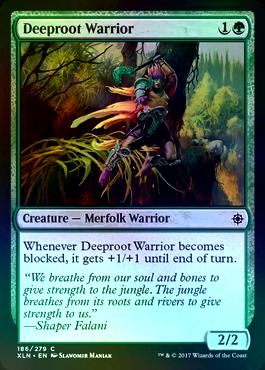 Deeproot Warrior 1
Creature — Merfolk Warrior
Whenever Deeproot Warrior becomes
blocked, it gets +1/+1 until end of turn.
“We breathe from our soul and bones to
give strength to the jungle. The jungle
breathes from its roots and rivers to give
strength to us.”
—Shaper Falani
2/2
186/279 C
XLN • EN SLAWOMIR MANIAK
™ & © 2017 Wizards of the Coast